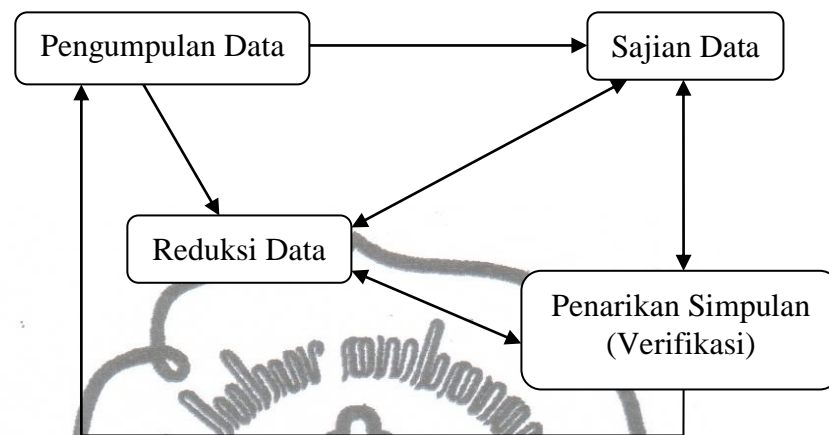 Pengumpulan Data
Sajian Data
Reduksi Data
Penarikan Simpulan
(Verifikasi)